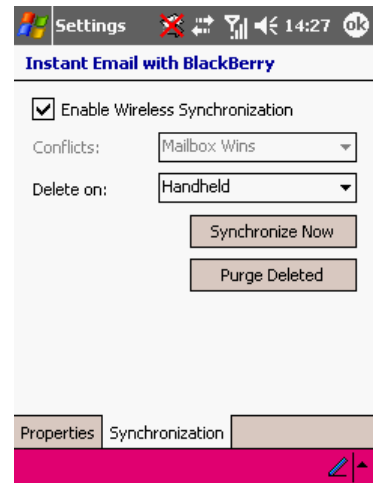 Settings 14:27 ok
Instant Email with BlackBerry
Enable Wireless Synchronization
Conflicts: Mailbox Wins
Delete on: Handheld
Synchronize Now
Purge Deleted
Properties Synchronization